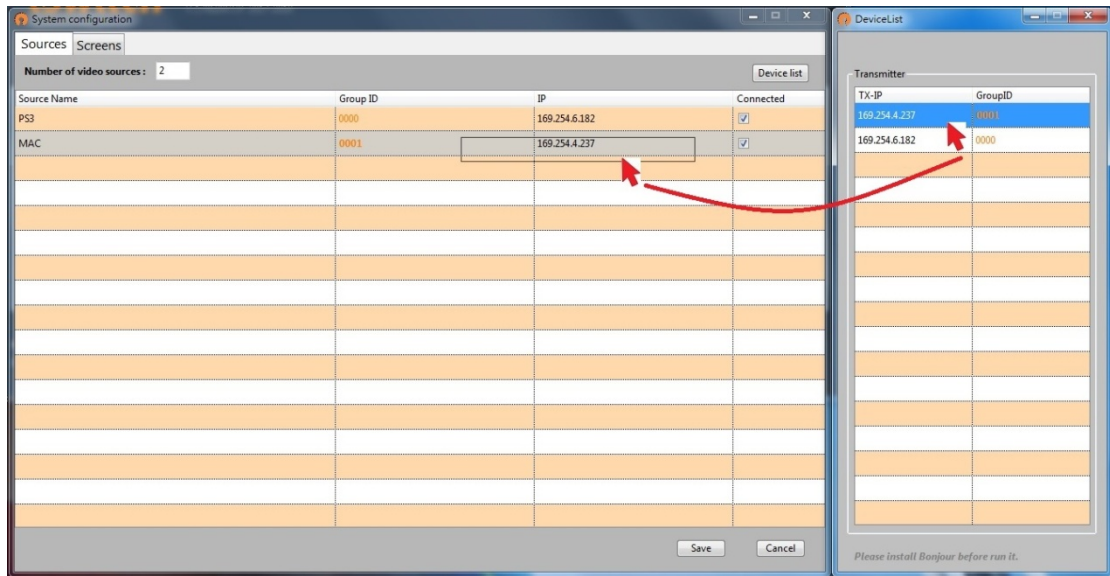 System configuration
Sources Screens
Number of video sources : 2
Device list
Source Name Group ID IP Connected
PS3 0000 169.254.6.182
MAC 0001 169.254.4.237
Save Cancel
DeviceList
Transmitter
TX-IP GroupID
169.254.4.237 0001
169.254.6.182 0000
Please install Bonjour before run it.